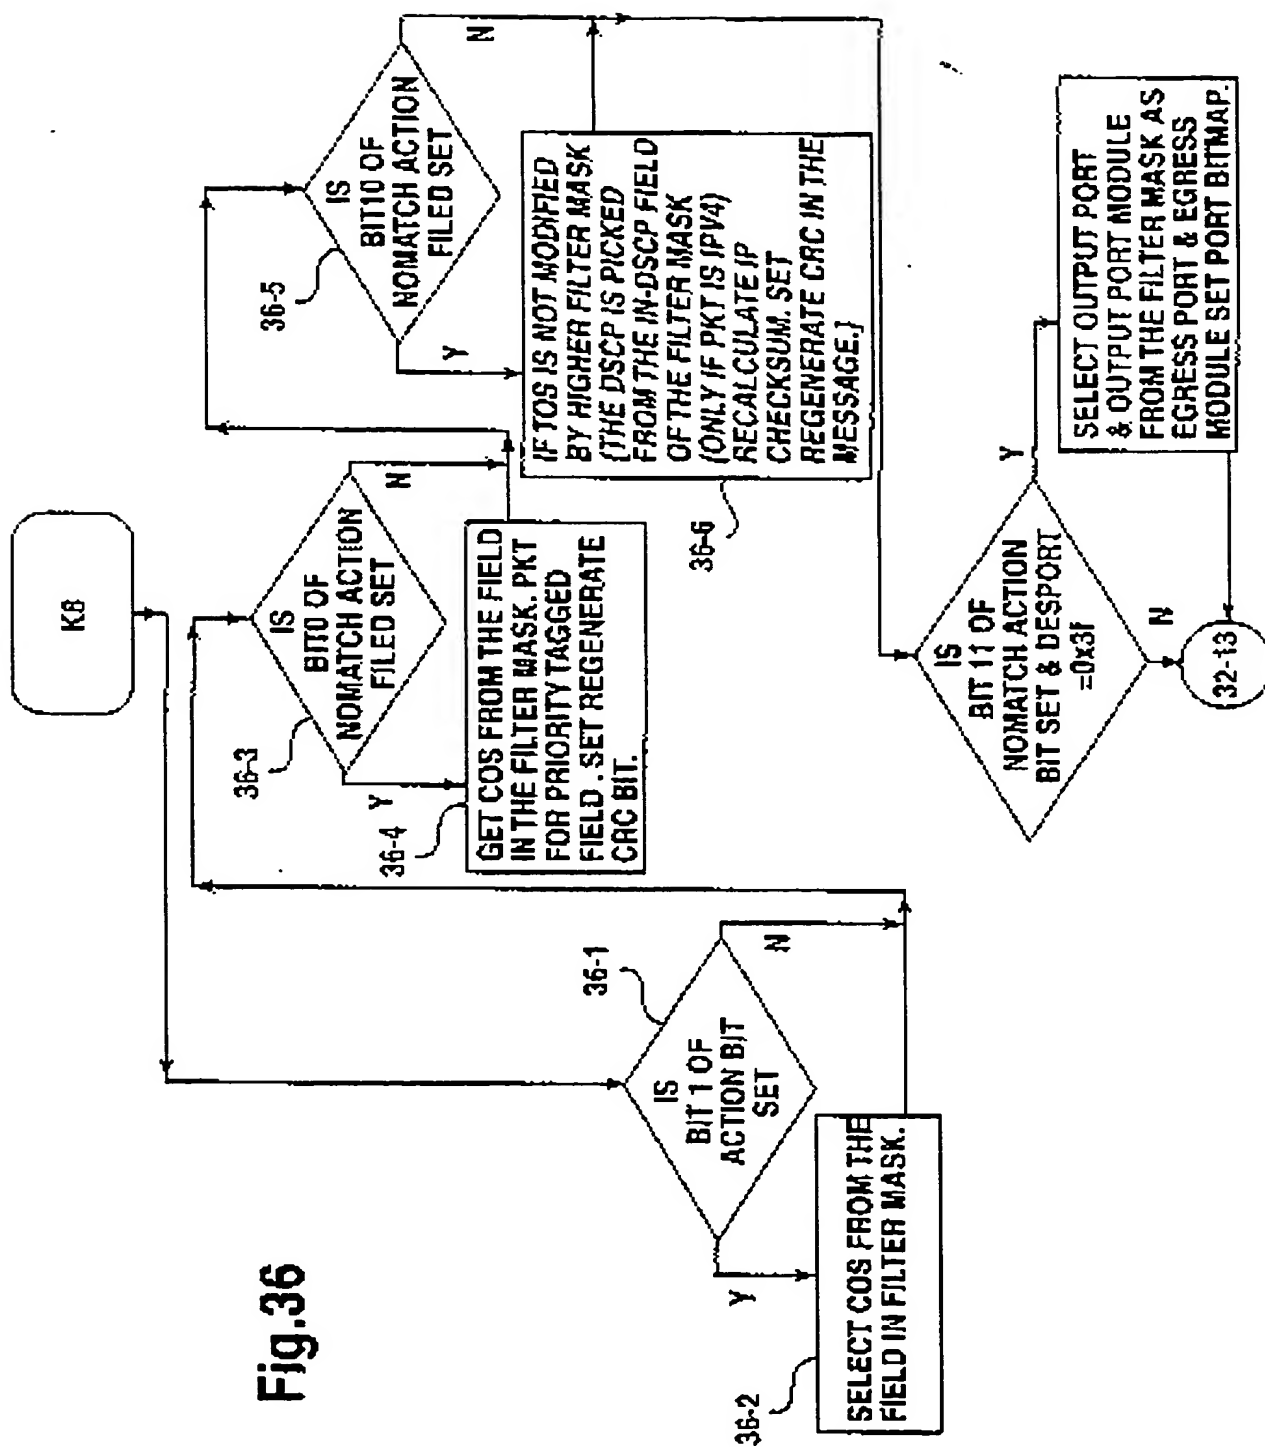 Fig.36
K8
36-1
IS
BIT 1 OF
ACTION BIT
SET
Y
N
36-2
SELECT COS FROM THE
FIELD IN FILTER MASK.
36-3
IS
BIT0 OF
NOMATCH ACTION
FILED SET
Y
N
36-4
GET COS FROM THE FIELD
IN THE FILTER MASK. PKT
FOR PRIORITY TAGGED
FIELD . SET REGENERATE
CRC BIT.
36-5
IS
BIT10 OF
NOMATCH ACTION
FILED SET
Y
N
36-6
IF TOS IS NOT MODIFIED
BY HIGHER FILTER MASK
{THE DSCP IS PICKED
FROM THE IN-DSCP FIELD
OF THE FILTER MASK
(ONLY IF PKT IS IPV4)
RECALCULATE IP
CHECKSUM. SET
REGENERATE CRC IN THE
MESSAGE.}
IS
BIT 11 OF
NOMATCH ACTION
BIT SET & DESPORT
=0x3f
Y
N
SELECT OUTPUT PORT
& OUTPUT PORT MODULE
FROM THE FILTER MASK AS
EGRESS PORT & EGRESS
MODULE SET PORT BITMAP.
32-13